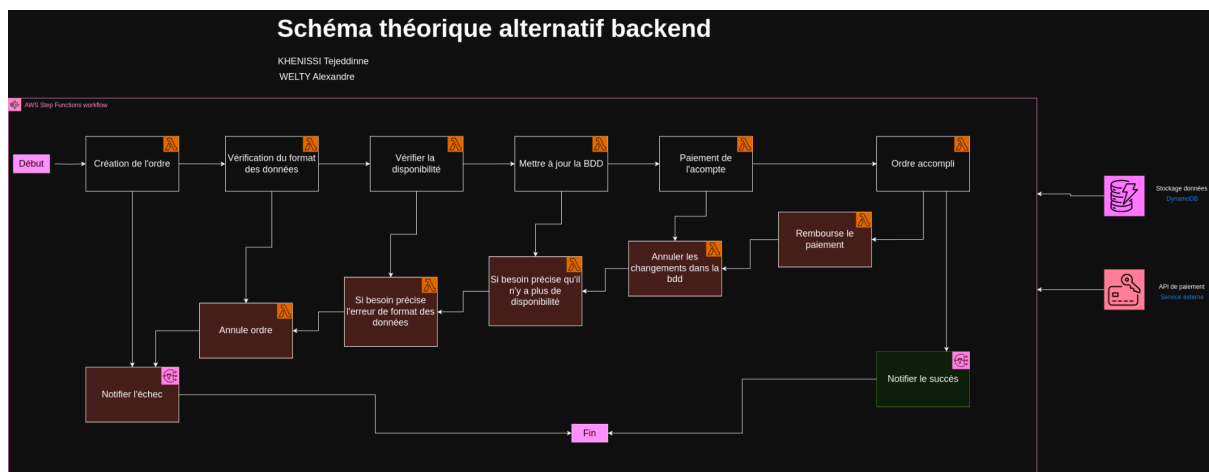 Schéma théorique alternatif backend
KHENISSI Tejeddinne
WELTY Alexandre
AWS Step Functions workflow
Début
Création de l'ordre
Vérification du format
des données
Vérifier la
disponibilité
Mettre à jour la BDD
Paiement de
l'acompte
Ordre accompli
Stockage données
DynamoDB
Rembourse le
paiement
Annuler les
changements dans la
bdd
Si besoin précise qu'il
n'y a plus de
disponibilité
Si besoin précise
l'erreur de format des
données
Annule ordre
API de paiement
Service externe
Notifier l'échec
Notifier le succès
Fin